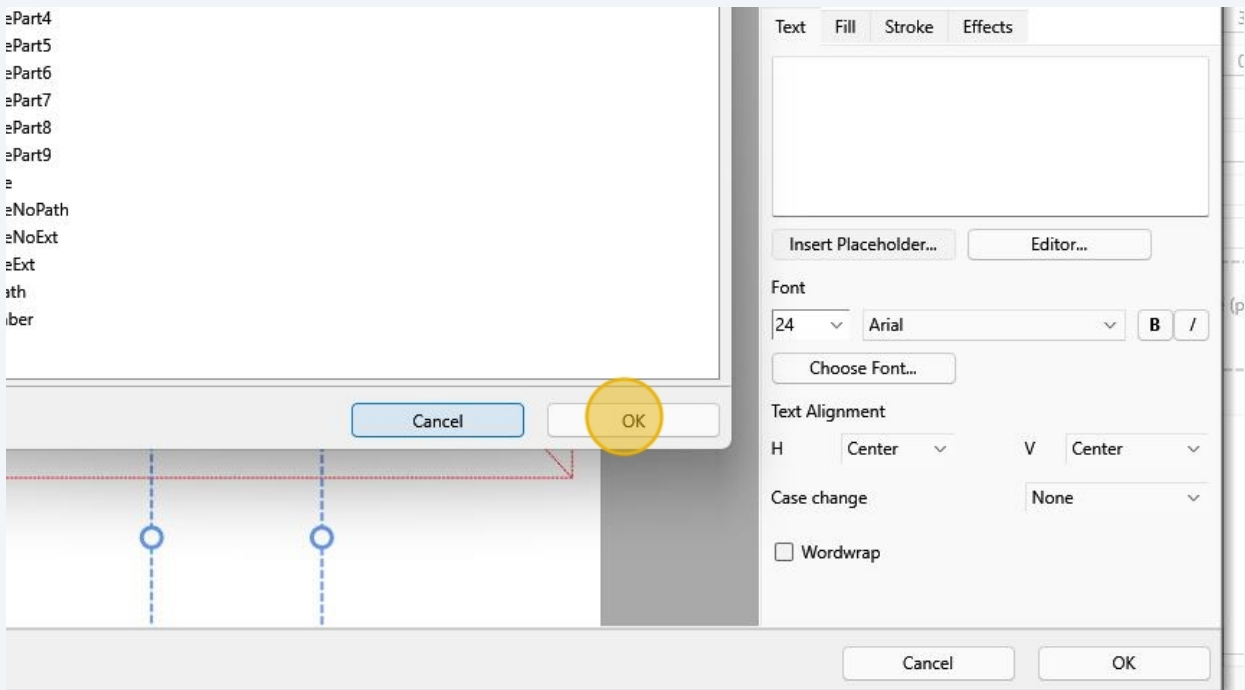 ePart4
ePart5
ePart6
ePart7
ePart8
ePart9
e
eNoPath
eNoExt
eExt
ath
ber
Cancel
OK
Text Fill Stroke Effects
Insert Placeholder... Editor...
Font
24 Arial B I
Choose Font...
Text Alignment
H Center V Center
Case change None
Wordwrap
Cancel OK
3
(p